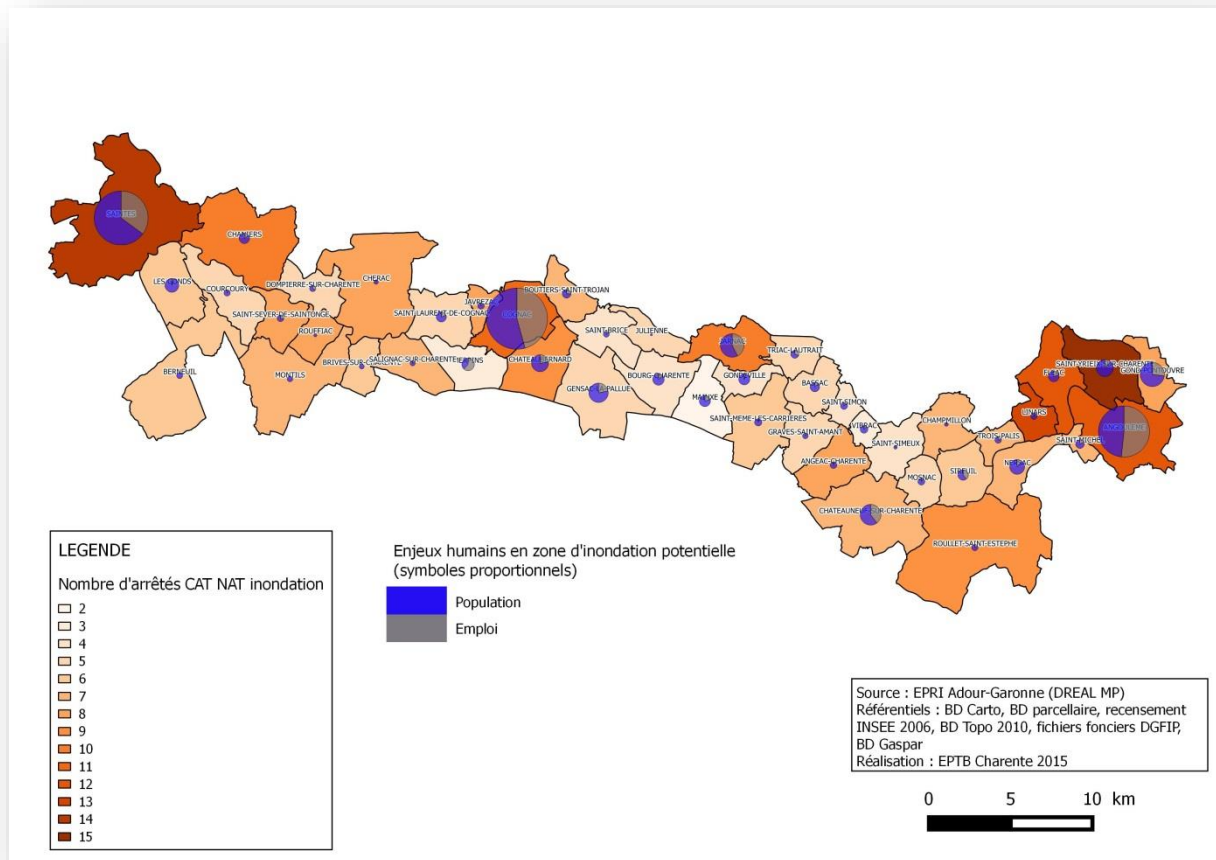 SAINTES
CHANIERS
LES GONDS
COURCOURY
DOMPIERRE-SUR-CHARENTE
CHERAC
SAINT-SEVER-DE-SAINTONGE
ROUFFIAC
SAINT-LAURENT-DE-COGNAC
JAVREZAC
COGNAC
BOUTIERS-SAINT-TROJAN
SAINT-BRICE
JULIENNE
JARNAC
TRIAC-LAUTRAIT
BERNEUIL
MONTILS
BRIVES-SUR-CHARENTE
SALIGNAC-SUR-CHARENTE
MERPINS
CHATEAUBERNARD
GENSAC-LA-PALLUE
BOURG-CHARENTE
MAINXE
GONDEVILLE
BASSAC
SAINT-SIMON
SAINT-MEME-LES-CARRIERES
GRAVES-SAINT-AMANT
VIBRAC
SAINT-SIMEUX
CHAMPMILLON
ANGEAC-CHARENTE
CHATEAUNEUF-SUR-CHARENTE
MOSNAC
SIREUIL
TROIS-PALIS
NERSAC
ROULLET-SAINT-ESTEPHE
SAINT-YRIEIX-SUR-CHARENTE
FLEAC
GOND-PONTOUVRE
LINARS
ANGOULEME
SAINT-MICHEL
LEGENDE
Nombre d'arrêtés CAT NAT inondation
2
3
4
5
6
7
8
9
10
11
12
13
14
15
Enjeux humains en zone d'inondation potentielle
(symboles proportionnels)
Population
Emploi
Source : EPRI Adour-Garonne (DREAL MP)
Référentiels : BD Carto, BD parcellaire, recensement
INSEE 2006, BD Topo 2010, fichiers fonciers DGFIP,
BD Gaspar
Réalisation : EPTB Charente 2015
0 5 10 km